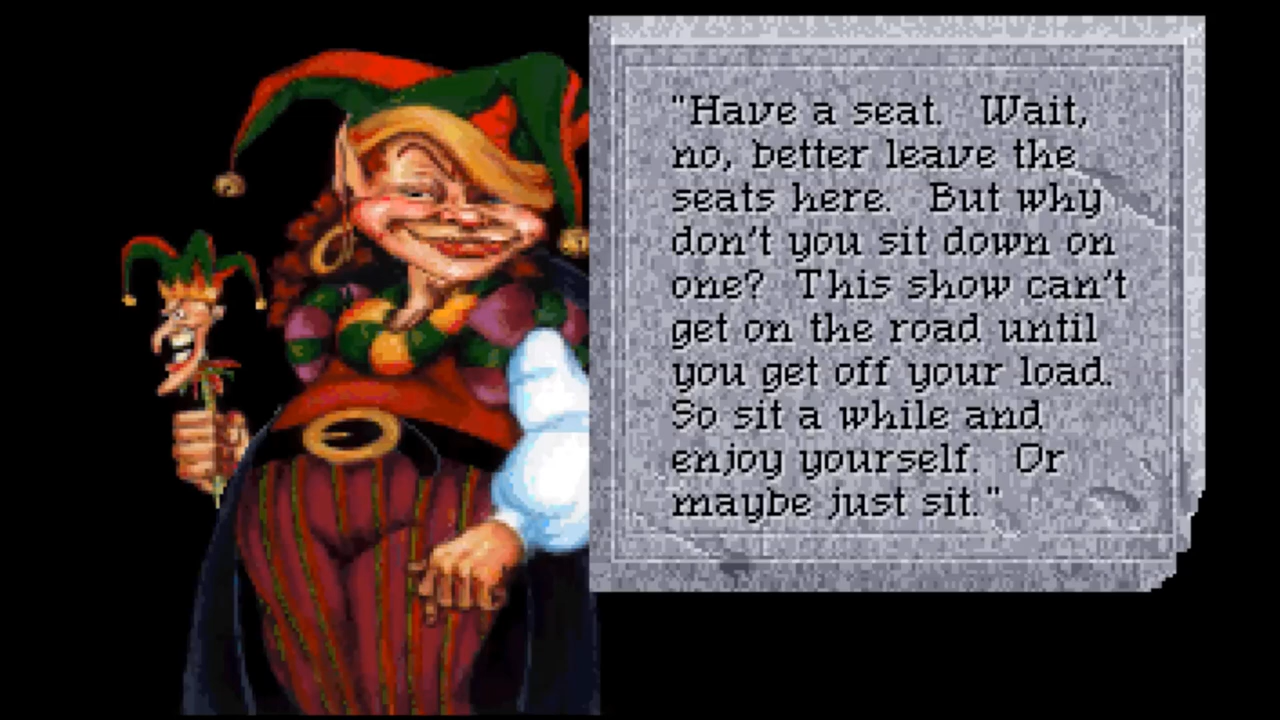 "Have a seat.  Wait,
no, better leave the
seats here.  But why
don't you sit down on
one?  This show can't
get on the road until
you get off your load.
So sit a while and
enjoy yourself.  Or
maybe just sit."